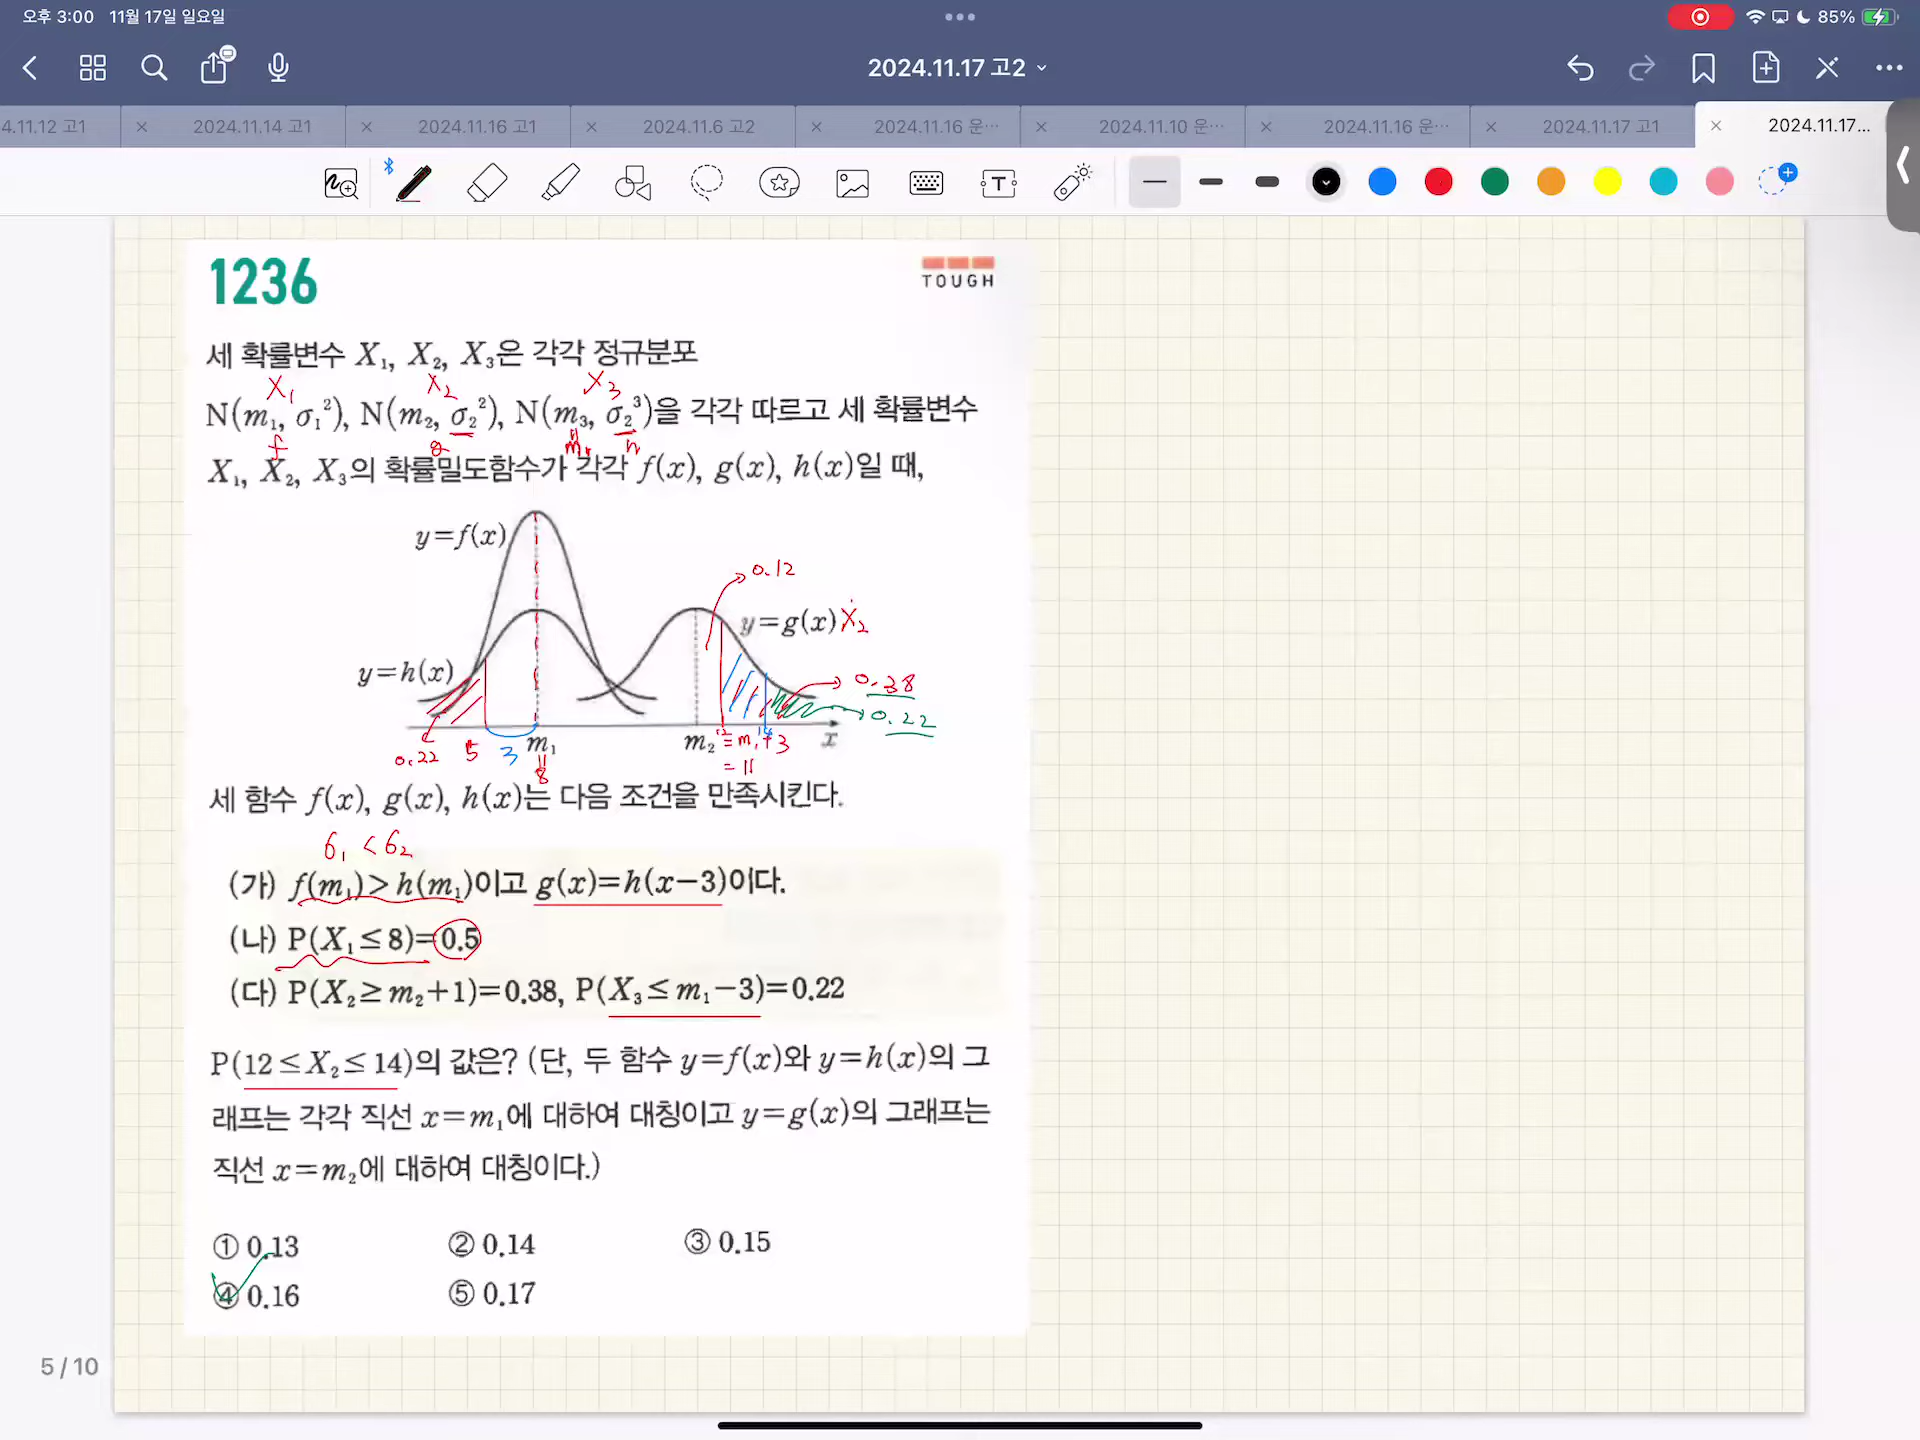 오후 3:00 11월 17일 일요일
85%
2024.11.17 고2
4.11.12 고1
2024.11.14 고1
2024.11.16 고1
2024.11.6 고2
2024.11.16 운…
2024.11.10 운…
2024.11.16 운…
2024.11.17 고1
2024.11.17...
1236
TOUGH
세 확률변수 X₁, X₂, X₃은 각각 정규분포
X₁ X₂ X₃
N(m₁, σ₁²), N(m₂, σ₂²), N(m₃, σ₂³)을 각각 따르고 세 확률변수
f g m₁ h
X₁, X₂, X₃의 확률밀도함수가 각각 f(x), g(x), h(x)일 때,
y=f(x)
0.12
y=g(x) X₂
y=h(x)
0.38
0.22
m₁ m₂ = m₁+3 x
0.22 5 3
8
= 11
세 함수 f(x), g(x), h(x)는 다음 조건을 만족시킨다.
σ₁ < σ₂
(가) f(m₁)>h(m₁)이고 g(x)=h(x−3)이다.
(나) P(X₁≤8)=0.5
(다) P(X₂≥m₂+1)=0.38, P(X₃≤m₁−3)=0.22
P(12≤X₂≤14)의 값은? (단, 두 함수 y=f(x)와 y=h(x)의 그
래프는 각각 직선 x=m₁에 대하여 대칭이고 y=g(x)의 그래프는
직선 x=m₂에 대하여 대칭이다.)
① 0.13 ② 0.14 ③ 0.15
④ 0.16 ⑤ 0.17
5 / 10